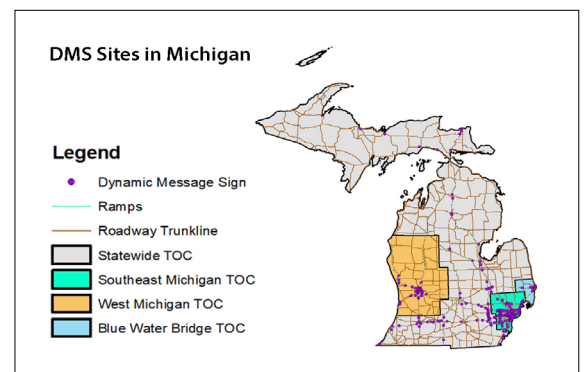 DMS Sites in Michigan
Legend
Dynamic Message Sign
Ramps
Roadway Trunkline
Statewide TOC
Southeast Michigan TOC
West Michigan TOC
Blue Water Bridge TOC